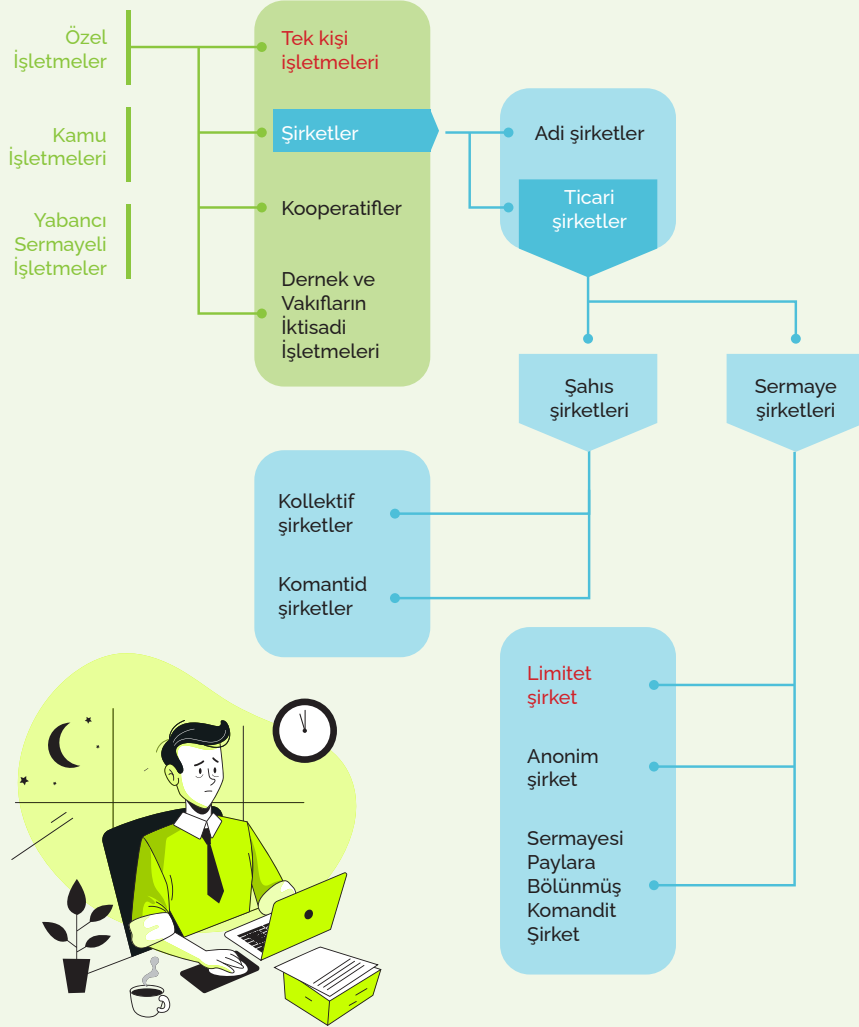 Özel
İşletmeler
Kamu
İşletmeleri
Yabancı
Sermayeli
İşletmeler
Tek kişi
işletmeleri
Şirketler
Kooperatifler
Dernek ve
Vakıfların
İktisadi
İşletmeleri
Adi şirketler
Ticari
şirketler
Şahıs
şirketleri
Sermaye
şirketleri
Kollektif
şirketler
Komantid
şirketler
Limitet
şirket
Anonim
şirket
Sermayesi
Paylara
Bölünmüş
Komandit
Şirket